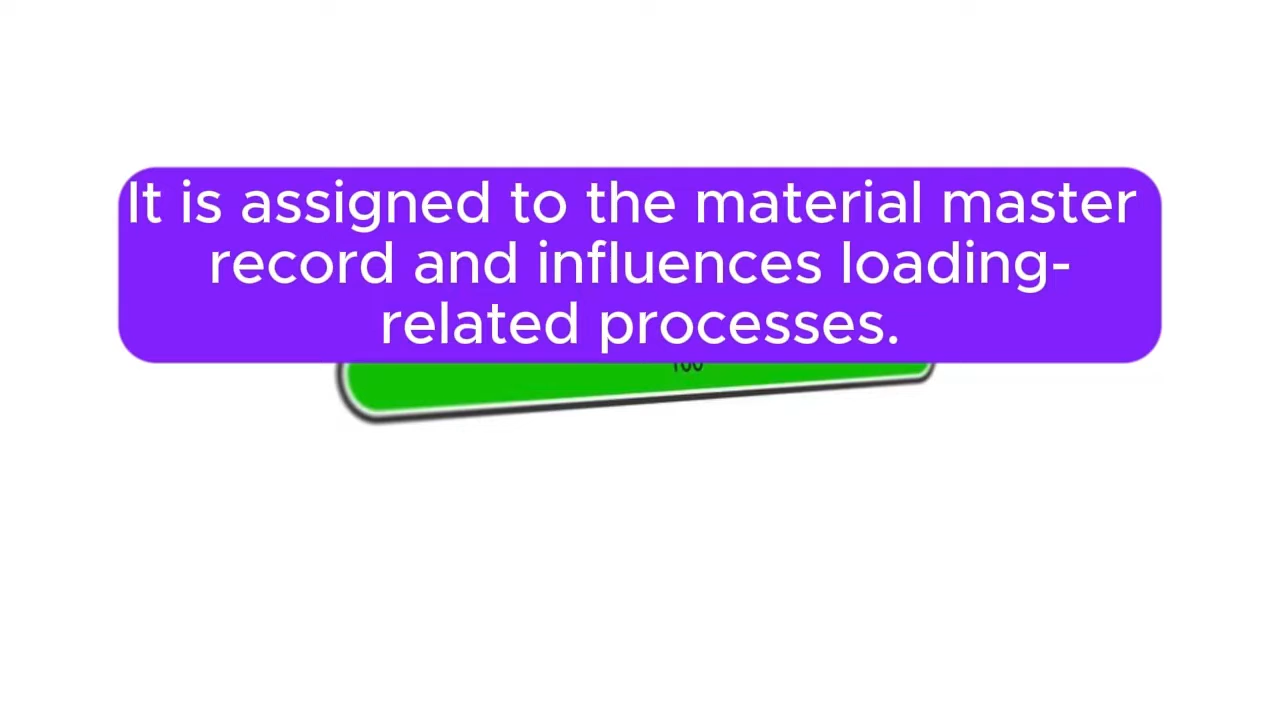 It is assigned to the material master
record and influences loading-
related processes.